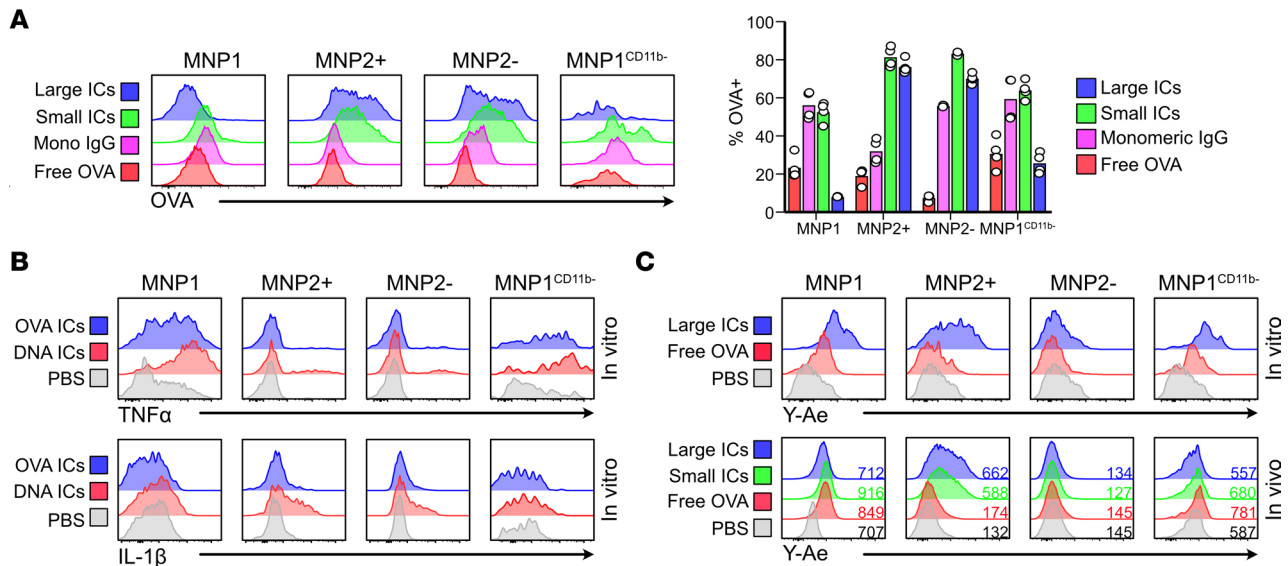 A
MNP1 MNP2+ MNP2- MNP1CD11b-
Large ICs
Small ICs
Mono IgG
Free OVA
OVA
% OVA+
100
80
60
40
20
0
MNP1 MNP2+ MNP2- MNP1CD11b-
Large ICs
Small ICs
Monomeric IgG
Free OVA
B
MNP1 MNP2+ MNP2- MNP1CD11b-
OVA ICs
DNA ICs
PBS
TNFα
In vitro
OVA ICs
DNA ICs
PBS
IL-1β
In vitro
C
MNP1 MNP2+ MNP2- MNP1CD11b-
Large ICs
Free OVA
PBS
Y-Ae
In vitro
Large ICs 712 662 134 557
Small ICs 916 588 127 680
Free OVA 849 174 145 781
PBS 707 132 145 587
Y-Ae
In vivo